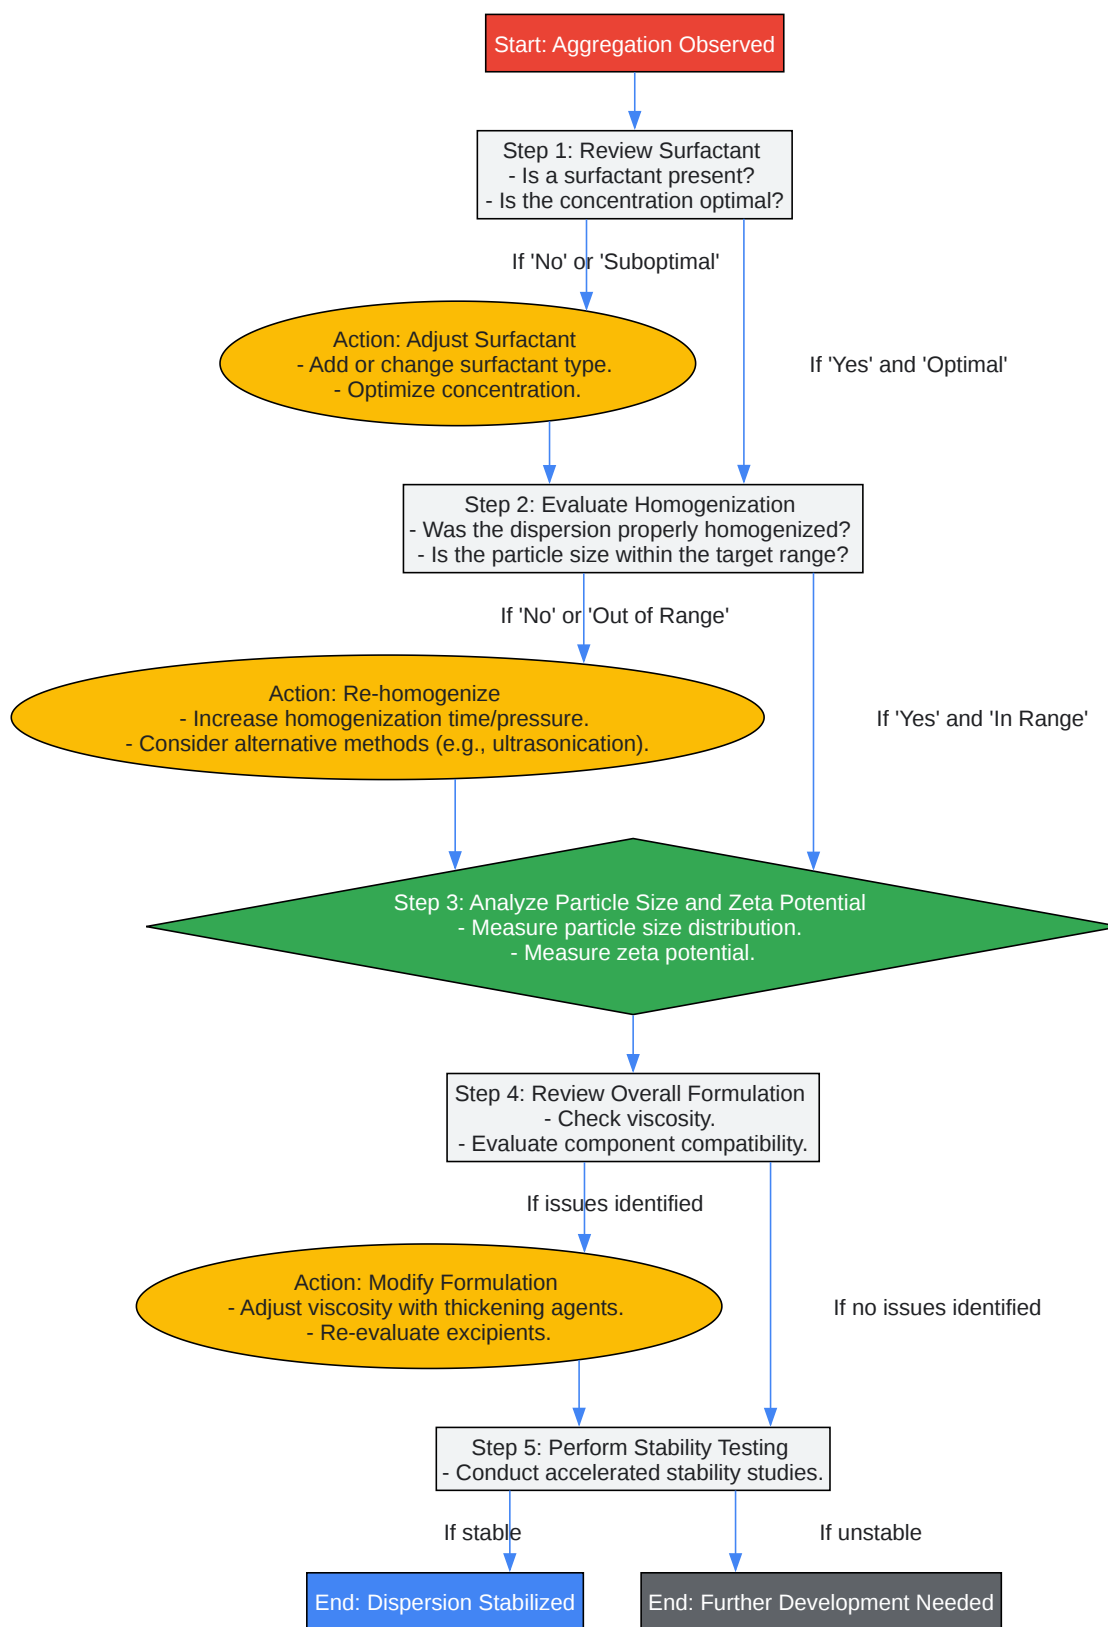 Start: Aggregation Observed
Step 1: Review Surfactant
- Is a surfactant present?
- Is the concentration optimal?
If 'No' or 'Suboptimal'
Action: Adjust Surfactant
- Add or change surfactant type.
- Optimize concentration.
If 'Yes' and 'Optimal'
Step 2: Evaluate Homogenization
- Was the dispersion properly homogenized?
- Is the particle size within the target range?
If 'No' or 'Out of Range'
Action: Re-homogenize
- Increase homogenization time/pressure.
- Consider alternative methods (e.g., ultrasonication).
If 'Yes' and 'In Range'
Step 3: Analyze Particle Size and Zeta Potential
- Measure particle size distribution.
- Measure zeta potential.
Step 4: Review Overall Formulation
- Check viscosity.
- Evaluate component compatibility.
If issues identified
Action: Modify Formulation
- Adjust viscosity with thickening agents.
- Re-evaluate excipients.
If no issues identified
Step 5: Perform Stability Testing
- Conduct accelerated stability studies.
If stable
If unstable
End: Dispersion Stabilized
End: Further Development Needed